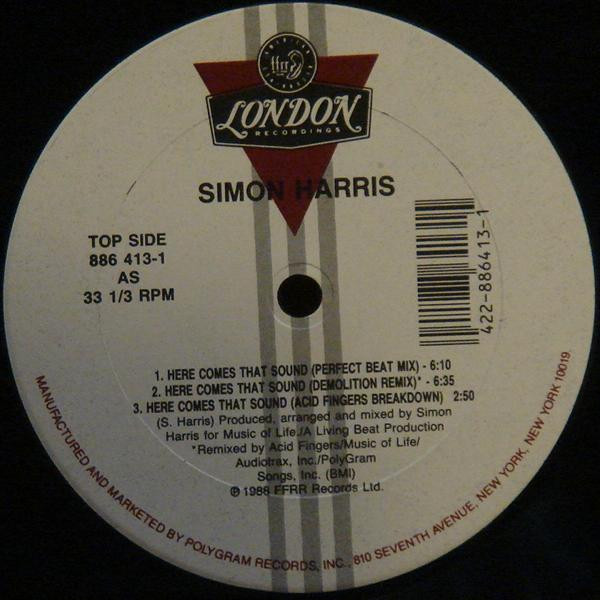 ffrr
LONDON
RECORDINGS
SIMON HARRIS
TOP SIDE
886 413-1
AS
33 1/3 RPM
422-886413-1
1. HERE COMES THAT SOUND (PERFECT BEAT MIX) - 6:10
2. HERE COMES THAT SOUND (DEMOLITION REMIX)* - 6:35
3. HERE COMES THAT SOUND (ACID FINGERS BREAKDOWN) 2:50
(S. Harris) Produced, arranged and mixed by Simon
Harris for Music of Life./A Living Beat Production
*Remixed by Acid Fingers/Music of Life/
Audiotrax, Inc./PolyGram
Songs, Inc. (BMI)
℗ 1988 FFRR Records Ltd.
MANUFACTURED AND MARKETED BY POLYGRAM RECORDS, INC., 810 SEVENTH AVENUE, NEW YORK, NEW YORK 10019